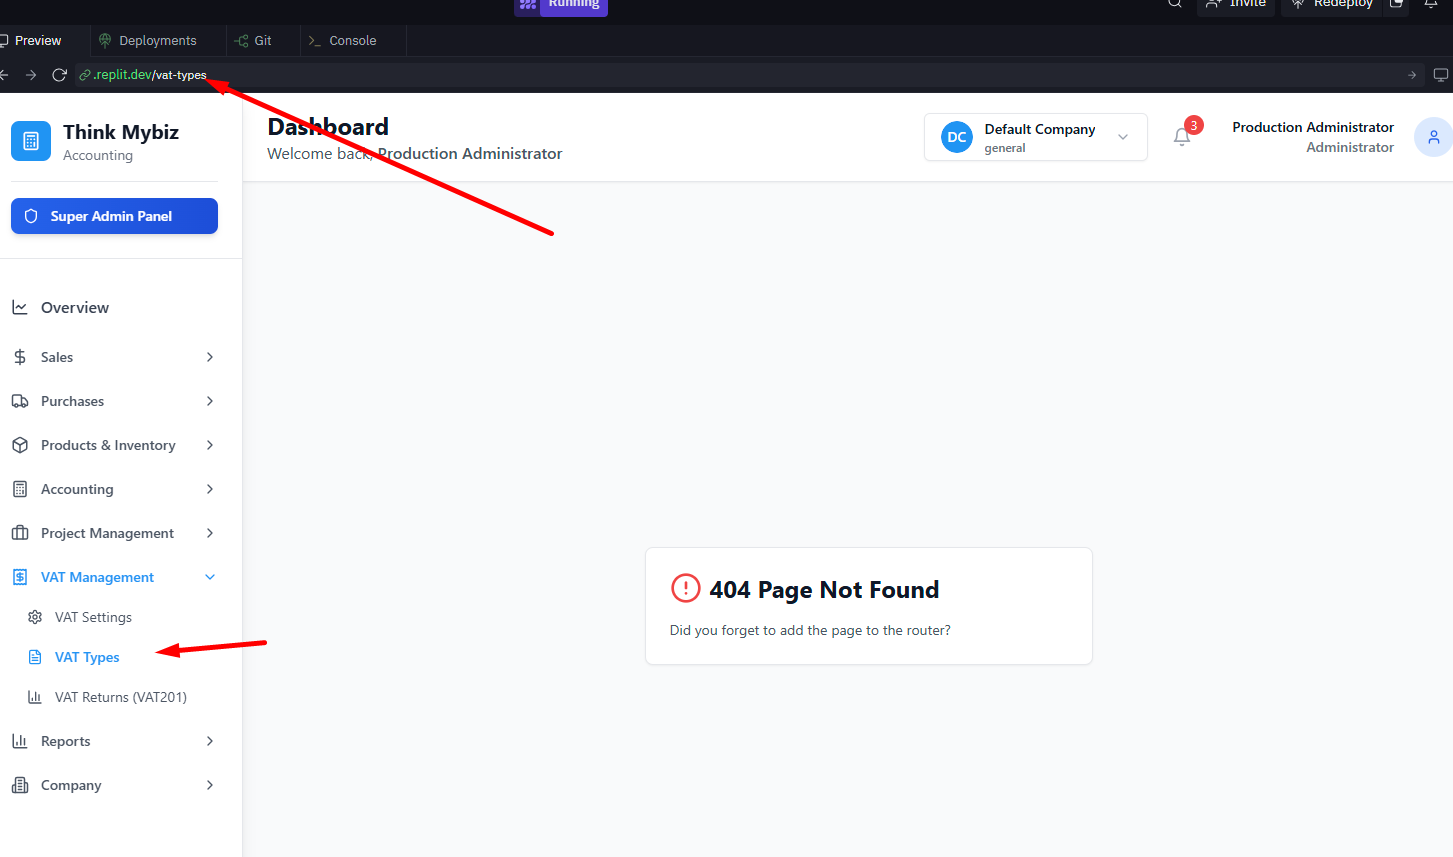 Running
Invite
Redeploy
Preview
Deployments
Git
Console
.replit.dev/vat-types
Think Mybiz
Accounting
Dashboard
Welcome back, Production Administrator
DC
Default Company
general
3
Production Administrator
Administrator
Super Admin Panel
Overview
Sales
Purchases
Products & Inventory
Accounting
Project Management
VAT Management
VAT Settings
VAT Types
VAT Returns (VAT201)
Reports
Company
404 Page Not Found
Did you forget to add the page to the router?